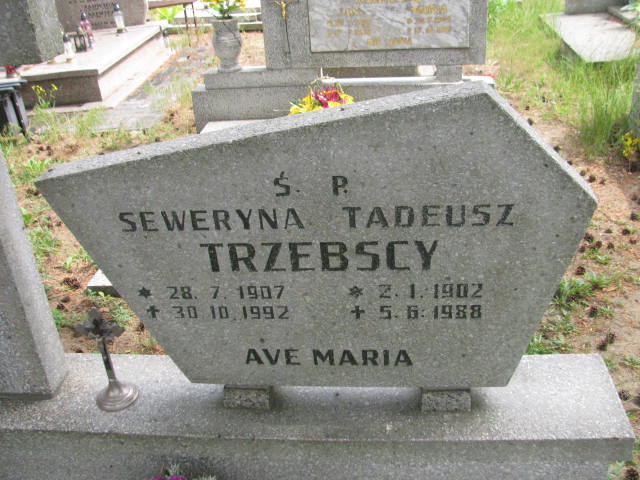 Ś. P.
SEWERYNA TADEUSZ
TRZEBSCY
* 28. 7. 1907 * 2. 1. 1902
+ 30. 10. 1992 + 5. 6. 1988
AVE MARIA